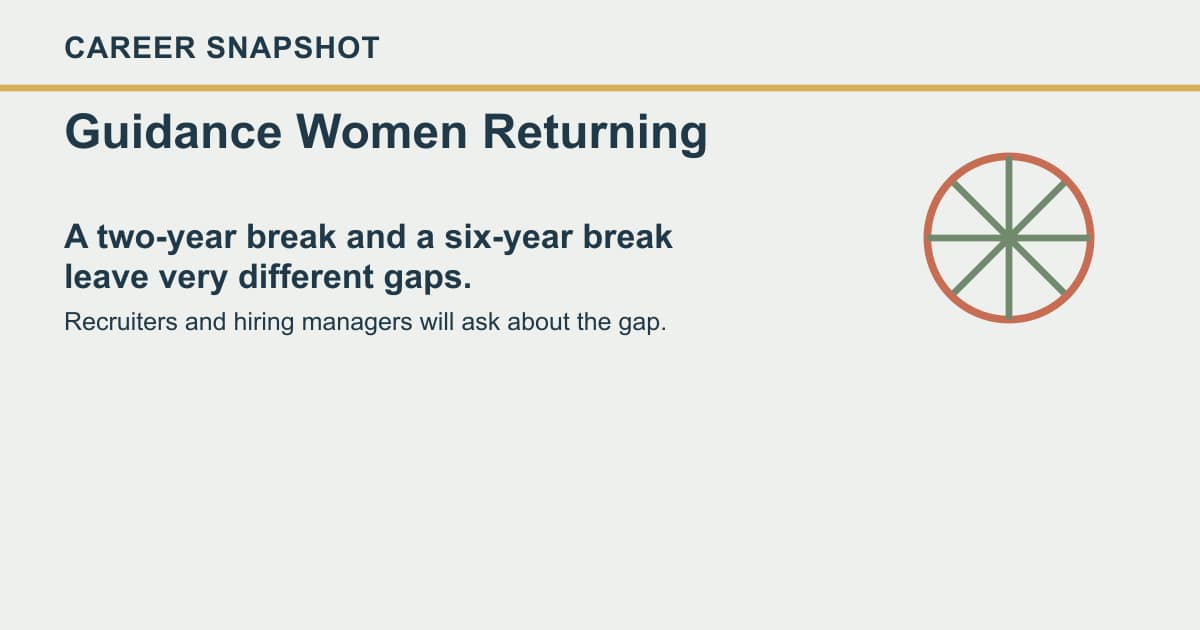 CAREER SNAPSHOT
Guidance Women Returning
A two-year break and a six-year break
leave very different gaps.
Recruiters and hiring managers will ask about the gap.